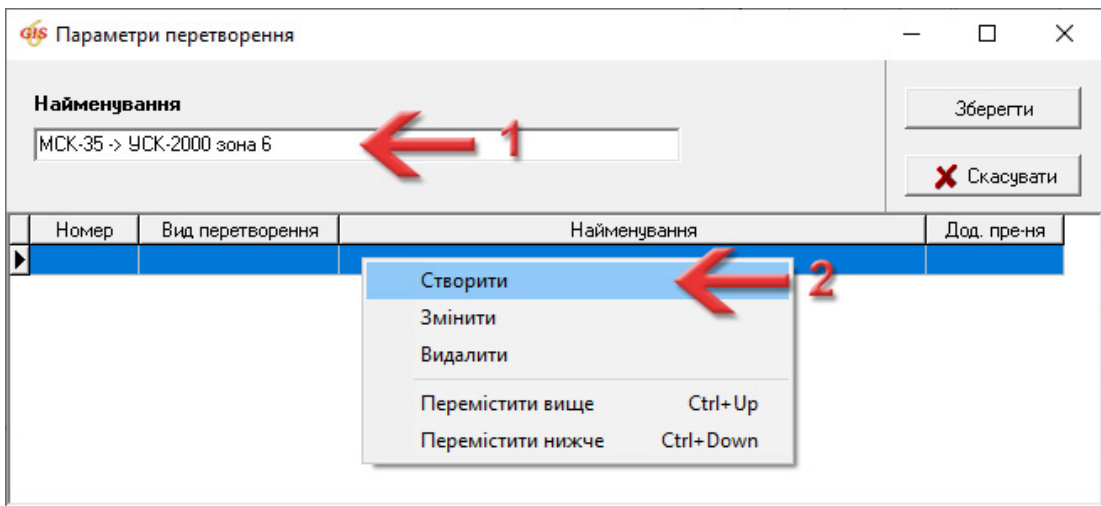 GIS 6 Параметри перетворення
Найменування
МСК-35 -> УСК-2000 зона 6
1
Зберегти
Скасувати
Номер Вид перетворення Найменування Дод. пре-ня
Створити
2
Змінити
Видалити
Перемістити вище Ctrl+Up
Перемістити нижче Ctrl+Down